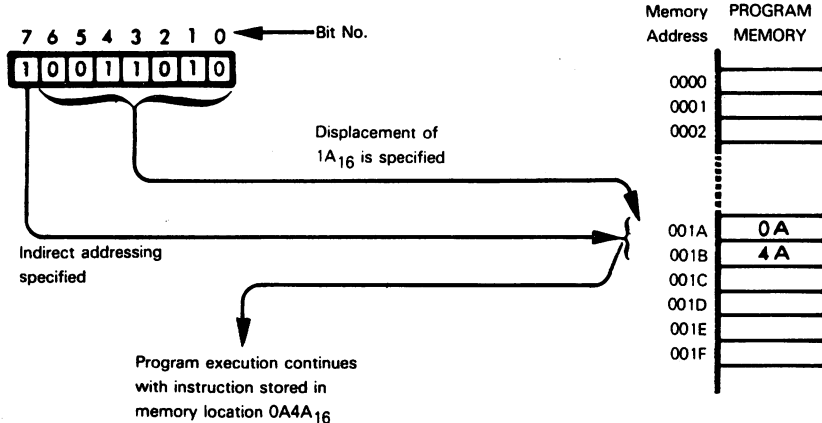 7 6 5 4 3 2 1 0
Bit No.
1 0 0 1 1 0 1 0
Displacement of
1A16 is specified
Indirect addressing
specified
Program execution continues
with instruction stored in
memory location 0A4A16
Memory
Address
PROGRAM
MEMORY
0000
0001
0002
001A 0A
001B 4A
001C
001D
001E
001F